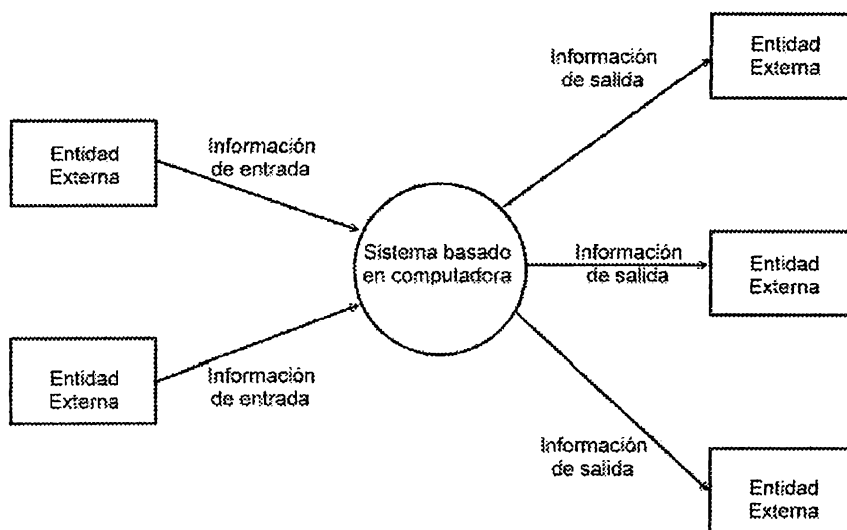 Entidad
Externa
Información
de entrada
Entidad
Externa
Información
de entrada
Sistema basado
en computadora
Información
de salida
Entidad
Externa
Información
de salida
Entidad
Externa
Información
de salida
Entidad
Externa